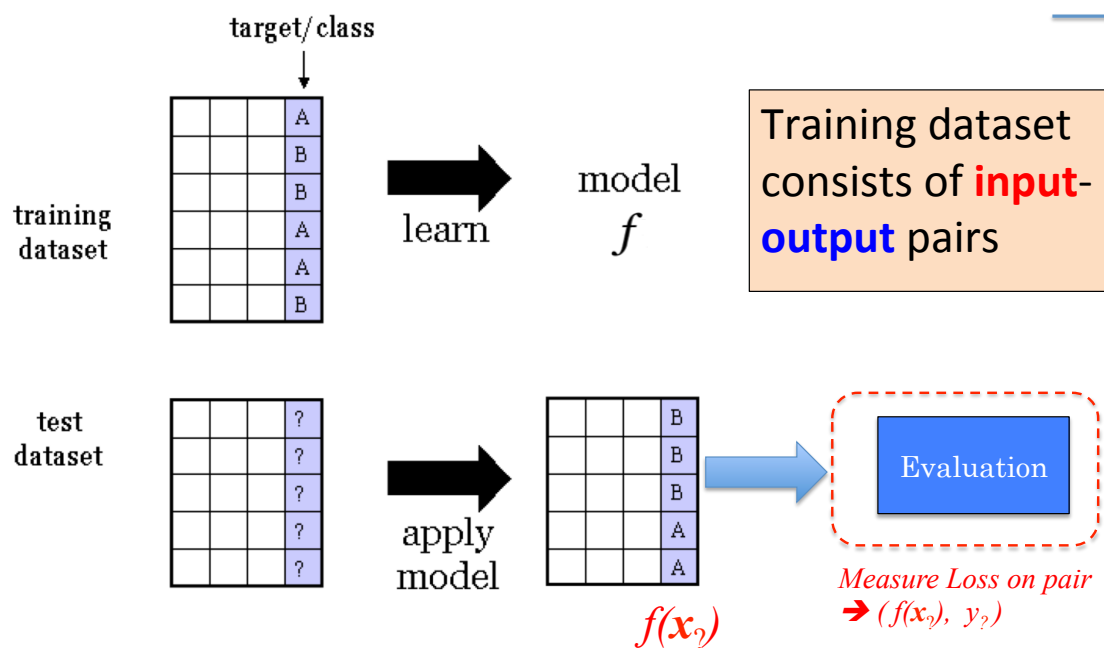 target/class
A
B
B
A
A
B
training
dataset
learn
model
f
Training dataset
consists of input-
output pairs
test
dataset
?
?
?
?
?
apply
model
B
B
B
A
A
f(x?)
Evaluation
Measure Loss on pair
➔ ( f(x?), y? )